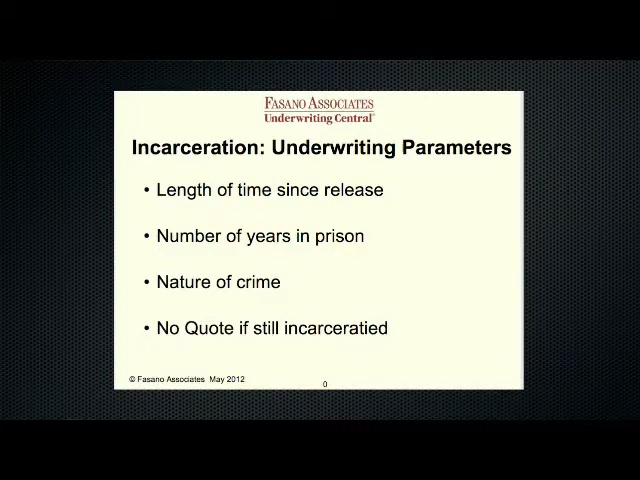 FASANO ASSOCIATES
Underwriting Central
Incarceration: Underwriting Parameters
• Length of time since release
• Number of years in prison
• Nature of crime
• No Quote if still incarceratied
© Fasano Associates May 2012
0